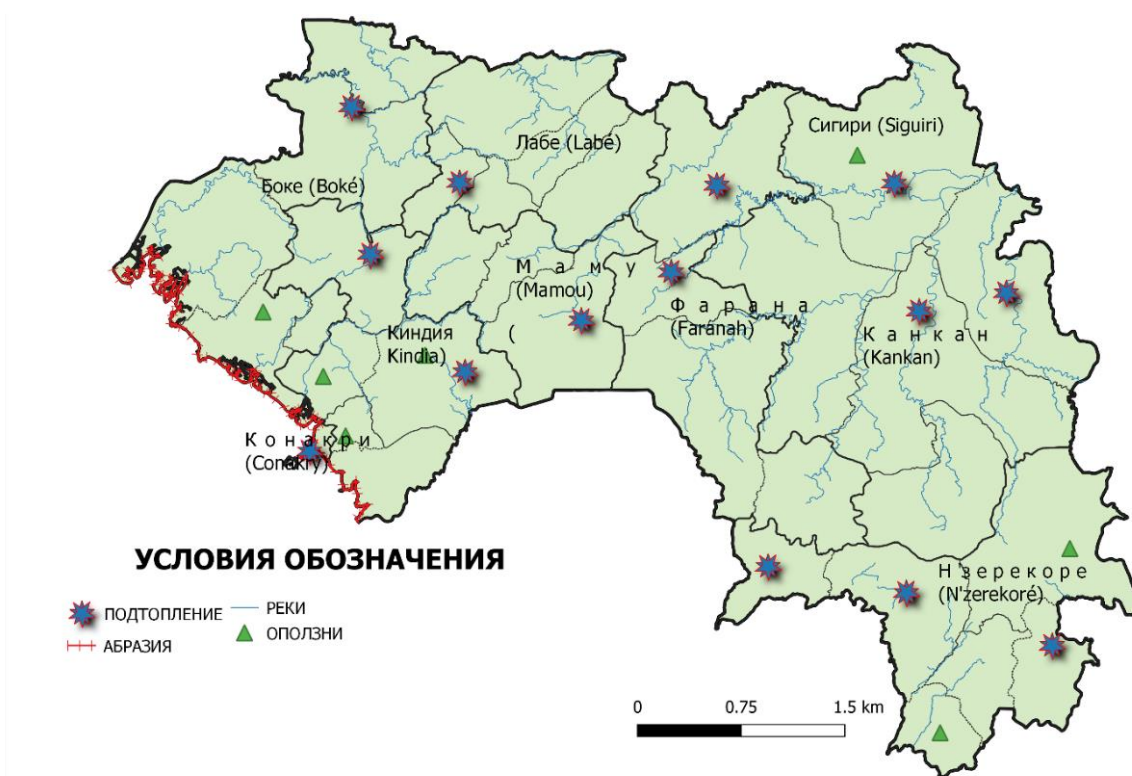 Сигири (Siguiri)
Лабе (Labé)
Боке (Boké)
М а м у
(Mamou)
(
Ф а р а н а
(Faranah)
Киндия
Kindia)
К а н к а н
(Kankan)
К о н а к р и
(Conakry)
Н'з е р е к о р е
(N'zerekoré)
УСЛОВИЯ ОБОЗНАЧЕНИЯ
ПОДТОПЛЕНИЕ
РЕКИ
АБРАЗИЯ
ОПОЛЗНИ
0 0.75 1.5 km